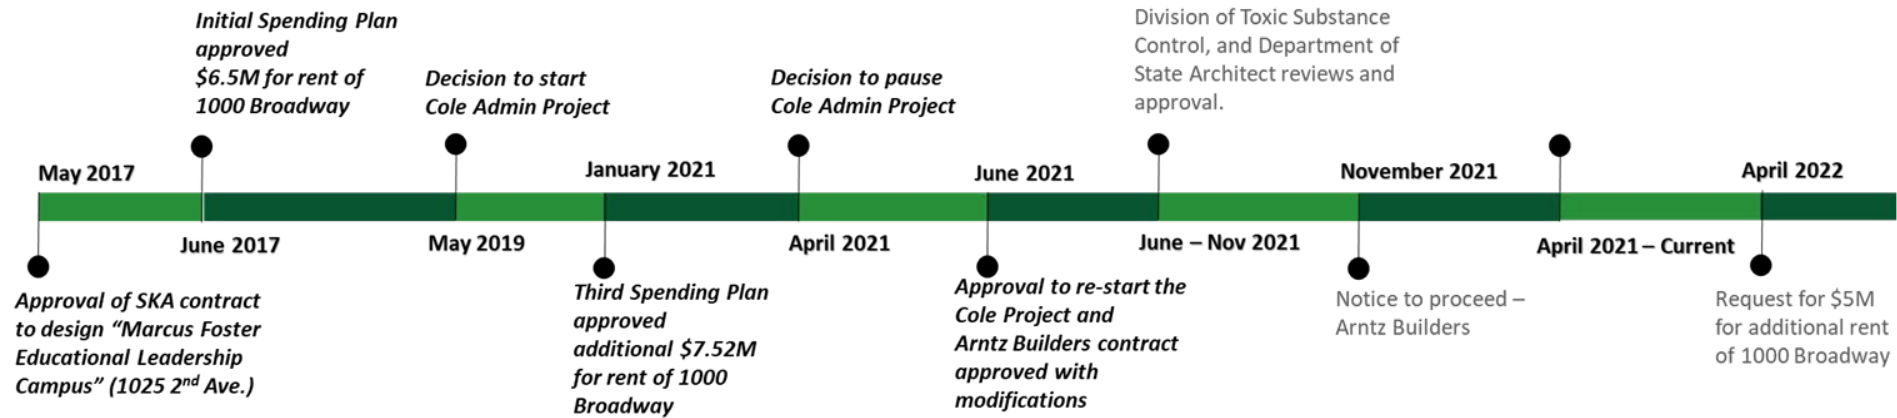 Initial Spending Plan
approved
$6.5M for rent of
1000 Broadway
Decision to start
Cole Admin Project
Decision to pause
Cole Admin Project
Division of Toxic Substance
Control, and Department of
State Architect reviews and
approval.
May 2017
January 2021
June 2021
November 2021
April 2022
June 2017
May 2019
April 2021
June – Nov 2021
April 2021 – Current
Approval of SKA contract
to design “Marcus Foster
Educational Leadership
Campus” (1025 2nd Ave.)
Third Spending Plan
approved
additional $7.52M
for rent of 1000
Broadway
Approval to re-start the
Cole Project and
Arntz Builders contract
approved with
modifications
Notice to proceed –
Arntz Builders
Request for $5M
for additional rent
of 1000 Broadway